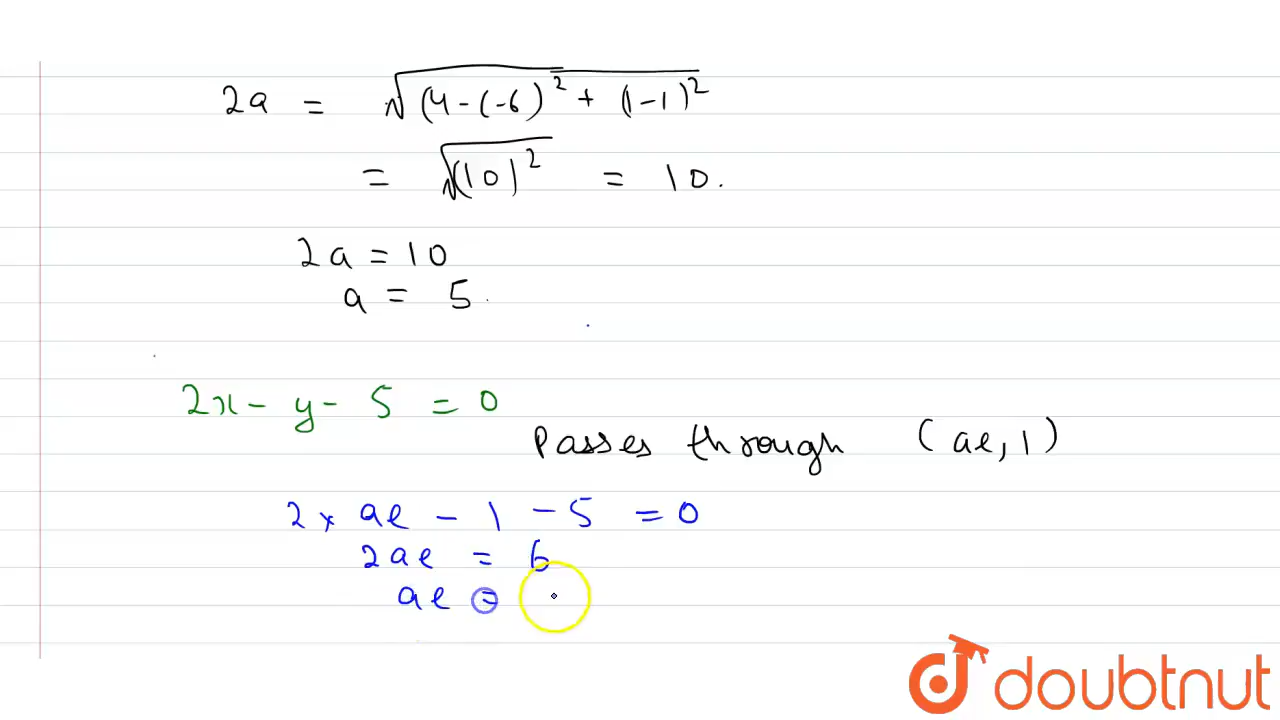 2a = √(4-(-6)² + (1-1)²
= √(10)² = 10.
2a = 10
a = 5.
2x - y - 5 = 0
Passes through (ae, 1)
2 × ae - 1 - 5 = 0
2ae = 6
ae =
doubtnut